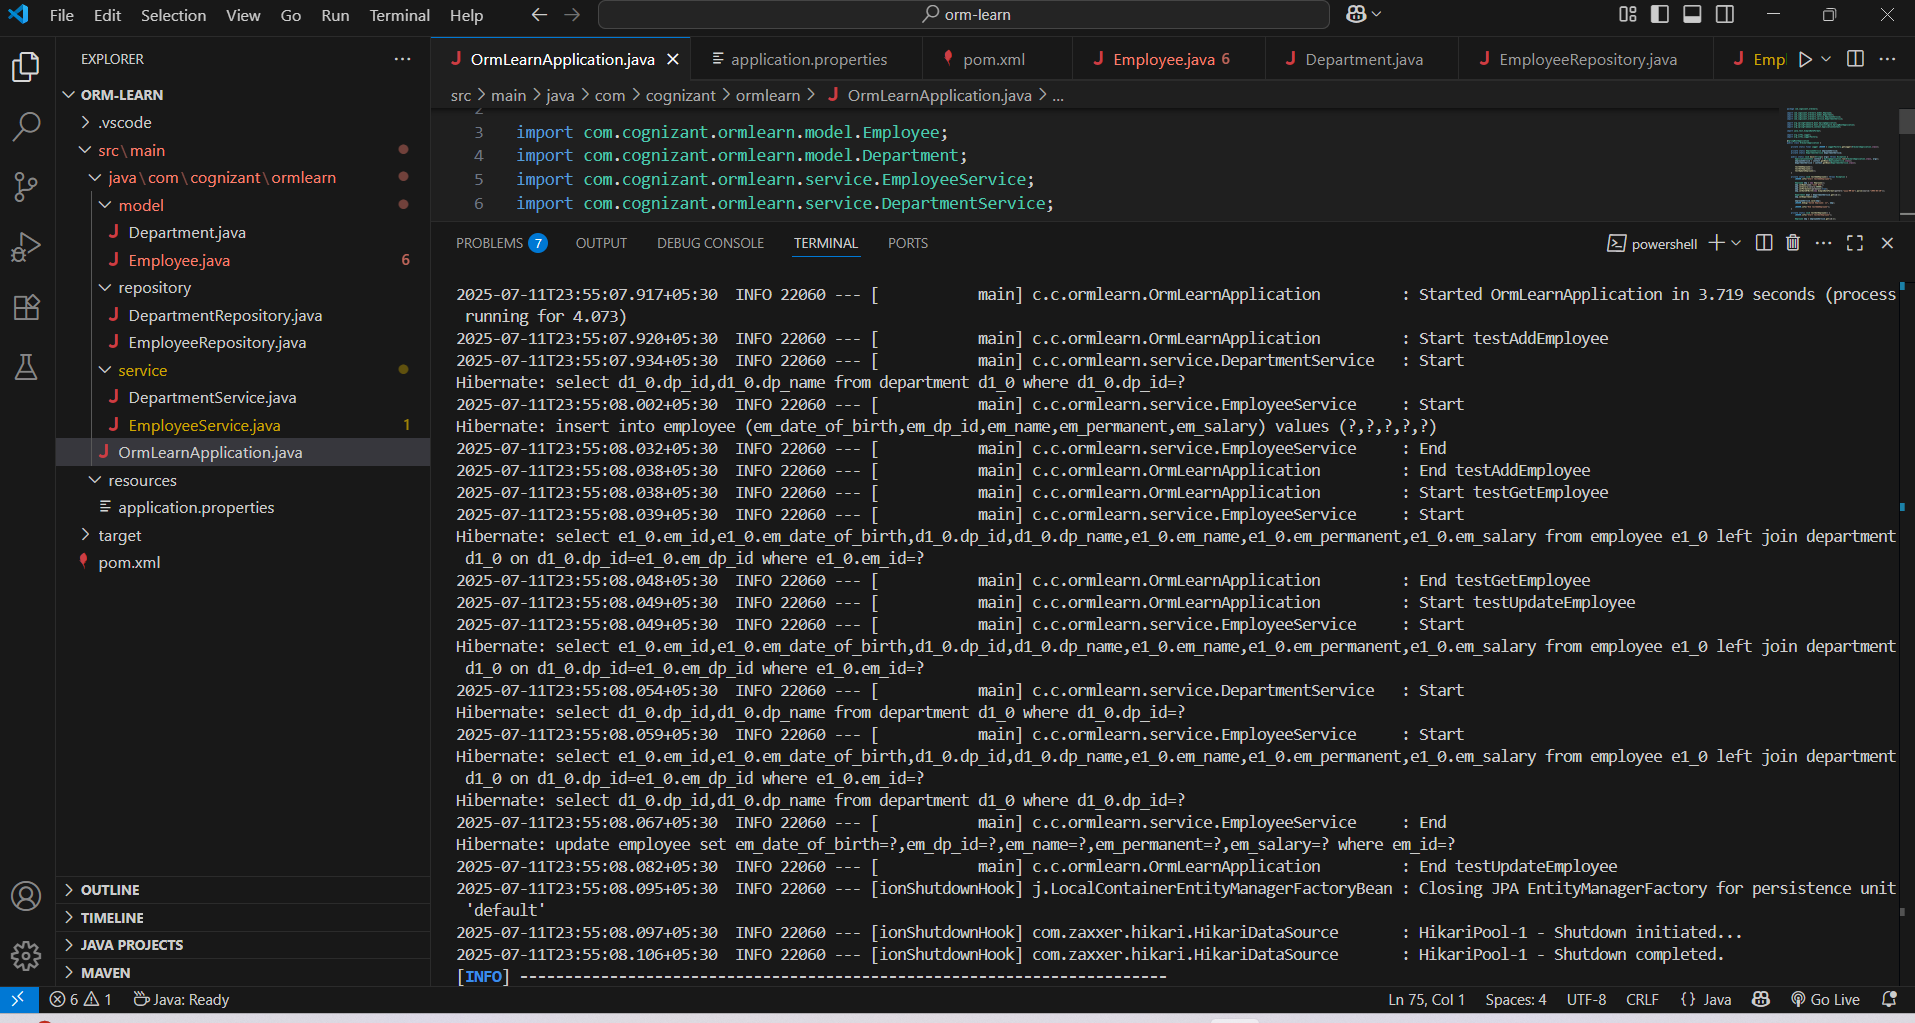 File Edit Selection View Go Run Terminal Help
orm-learn
EXPLORER
ORM-LEARN
.vscode
src\main
java\com\cognizant\ormlearn
model
Department.java
Employee.java 6
repository
DepartmentRepository.java
EmployeeRepository.java
service
DepartmentService.java
EmployeeService.java 1
OrmLearnApplication.java
resources
application.properties
target
pom.xml
OUTLINE
TIMELINE
JAVA PROJECTS
MAVEN
OrmLearnApplication.java application.properties pom.xml Employee.java 6 Department.java EmployeeRepository.java Emp
src > main > java > com > cognizant > ormlearn > OrmLearnApplication.java > ...
2
3 import com.cognizant.ormlearn.model.Employee;
4 import com.cognizant.ormlearn.model.Department;
5 import com.cognizant.ormlearn.service.EmployeeService;
6 import com.cognizant.ormlearn.service.DepartmentService;
PROBLEMS 7 OUTPUT DEBUG CONSOLE TERMINAL PORTS
powershell
2025-07-11T23:55:07.917+05:30  INFO 22060 --- [           main] c.c.ormlearn.OrmLearnApplication         : Started OrmLearnApplication in 3.719 seconds (process
running for 4.073)
2025-07-11T23:55:07.920+05:30  INFO 22060 --- [           main] c.c.ormlearn.OrmLearnApplication         : Start testAddEmployee
2025-07-11T23:55:07.934+05:30  INFO 22060 --- [           main] c.c.ormlearn.service.DepartmentService   : Start
Hibernate: select d1_0.dp_id,d1_0.dp_name from department d1_0 where d1_0.dp_id=?
2025-07-11T23:55:08.002+05:30  INFO 22060 --- [           main] c.c.ormlearn.service.EmployeeService     : Start
Hibernate: insert into employee (em_date_of_birth,em_dp_id,em_name,em_permanent,em_salary) values (?,?,?,?,?)
2025-07-11T23:55:08.032+05:30  INFO 22060 --- [           main] c.c.ormlearn.service.EmployeeService     : End
2025-07-11T23:55:08.038+05:30  INFO 22060 --- [           main] c.c.ormlearn.OrmLearnApplication         : End testAddEmployee
2025-07-11T23:55:08.038+05:30  INFO 22060 --- [           main] c.c.ormlearn.OrmLearnApplication         : Start testGetEmployee
2025-07-11T23:55:08.039+05:30  INFO 22060 --- [           main] c.c.ormlearn.service.EmployeeService     : Start
Hibernate: select e1_0.em_id,e1_0.em_date_of_birth,d1_0.dp_id,d1_0.dp_name,e1_0.em_name,e1_0.em_permanent,e1_0.em_salary from employee e1_0 left join department
d1_0 on d1_0.dp_id=e1_0.em_dp_id where e1_0.em_id=?
2025-07-11T23:55:08.048+05:30  INFO 22060 --- [           main] c.c.ormlearn.OrmLearnApplication         : End testGetEmployee
2025-07-11T23:55:08.049+05:30  INFO 22060 --- [           main] c.c.ormlearn.OrmLearnApplication         : Start testUpdateEmployee
2025-07-11T23:55:08.049+05:30  INFO 22060 --- [           main] c.c.ormlearn.service.EmployeeService     : Start
Hibernate: select e1_0.em_id,e1_0.em_date_of_birth,d1_0.dp_id,d1_0.dp_name,e1_0.em_name,e1_0.em_permanent,e1_0.em_salary from employee e1_0 left join department
d1_0 on d1_0.dp_id=e1_0.em_dp_id where e1_0.em_id=?
2025-07-11T23:55:08.054+05:30  INFO 22060 --- [           main] c.c.ormlearn.service.DepartmentService   : Start
Hibernate: select d1_0.dp_id,d1_0.dp_name from department d1_0 where d1_0.dp_id=?
2025-07-11T23:55:08.059+05:30  INFO 22060 --- [           main] c.c.ormlearn.service.EmployeeService     : Start
Hibernate: select e1_0.em_id,e1_0.em_date_of_birth,d1_0.dp_id,d1_0.dp_name,e1_0.em_name,e1_0.em_permanent,e1_0.em_salary from employee e1_0 left join department
d1_0 on d1_0.dp_id=e1_0.em_dp_id where e1_0.em_id=?
Hibernate: select d1_0.dp_id,d1_0.dp_name from department d1_0 where d1_0.dp_id=?
2025-07-11T23:55:08.067+05:30  INFO 22060 --- [           main] c.c.ormlearn.service.EmployeeService     : End
Hibernate: update employee set em_date_of_birth=?,em_dp_id=?,em_name=?,em_permanent=?,em_salary=? where em_id=?
2025-07-11T23:55:08.082+05:30  INFO 22060 --- [           main] c.c.ormlearn.OrmLearnApplication         : End testUpdateEmployee
2025-07-11T23:55:08.095+05:30  INFO 22060 --- [ionShutdownHook] j.LocalContainerEntityManagerFactoryBean : Closing JPA EntityManagerFactory for persistence unit
'default'
2025-07-11T23:55:08.097+05:30  INFO 22060 --- [ionShutdownHook] com.zaxxer.hikari.HikariDataSource       : HikariPool-1 - Shutdown initiated...
2025-07-11T23:55:08.106+05:30  INFO 22060 --- [ionShutdownHook] com.zaxxer.hikari.HikariDataSource       : HikariPool-1 - Shutdown completed.
[INFO] ------------------------------------------------------------------------
6 1 Java: Ready Ln 75, Col 1 Spaces: 4 UTF-8 CRLF {} Java Go Live